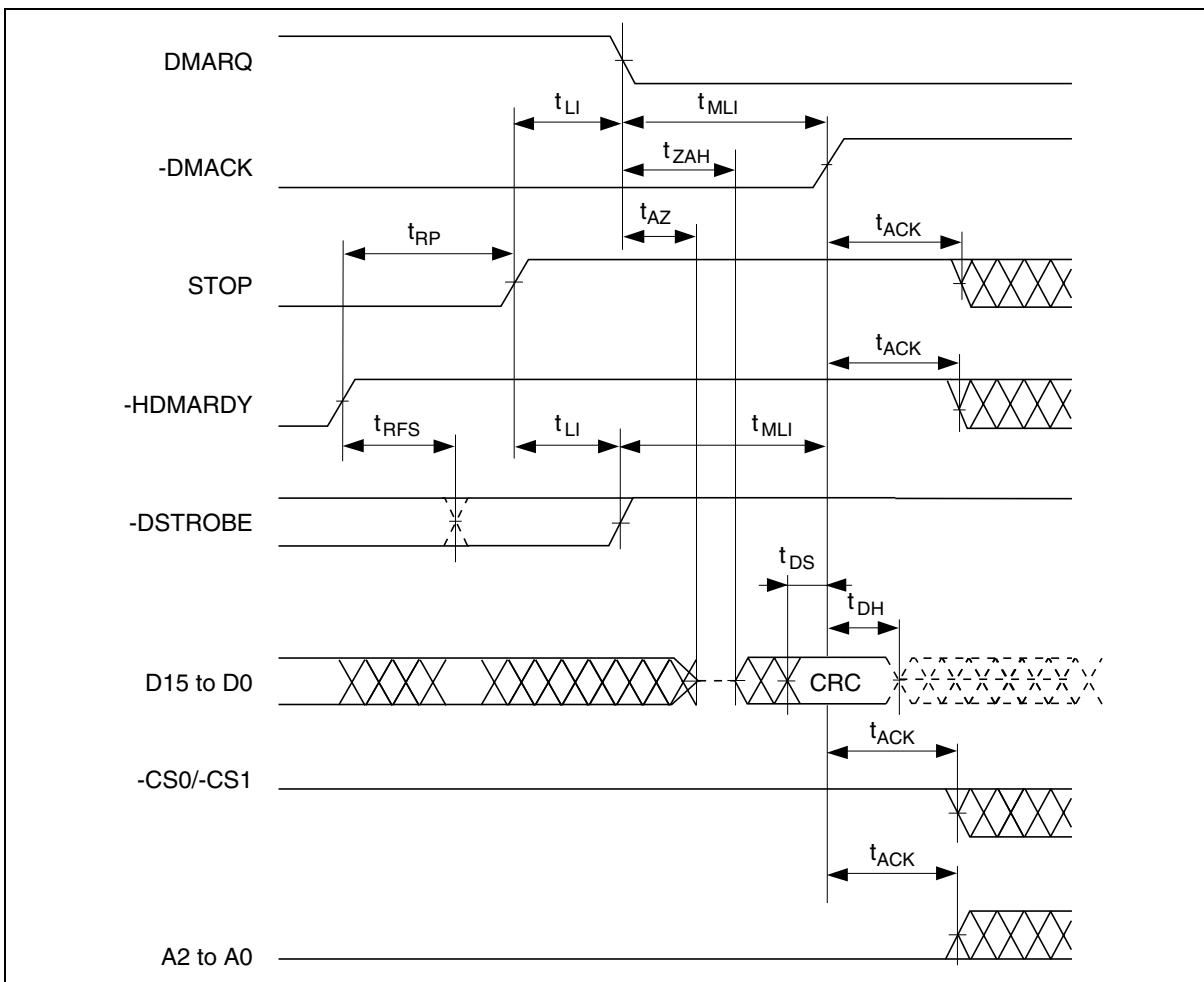 DMARQ
tLI
tMLI
-DMACK
tZAH
tAZ
tRP
tACK
STOP
tACK
-HDMARDY
tRFS
tLI
tMLI
-DSTROBE
tDS
tDH
D15 to D0
CRC
tACK
-CS0/-CS1
tACK
A2 to A0